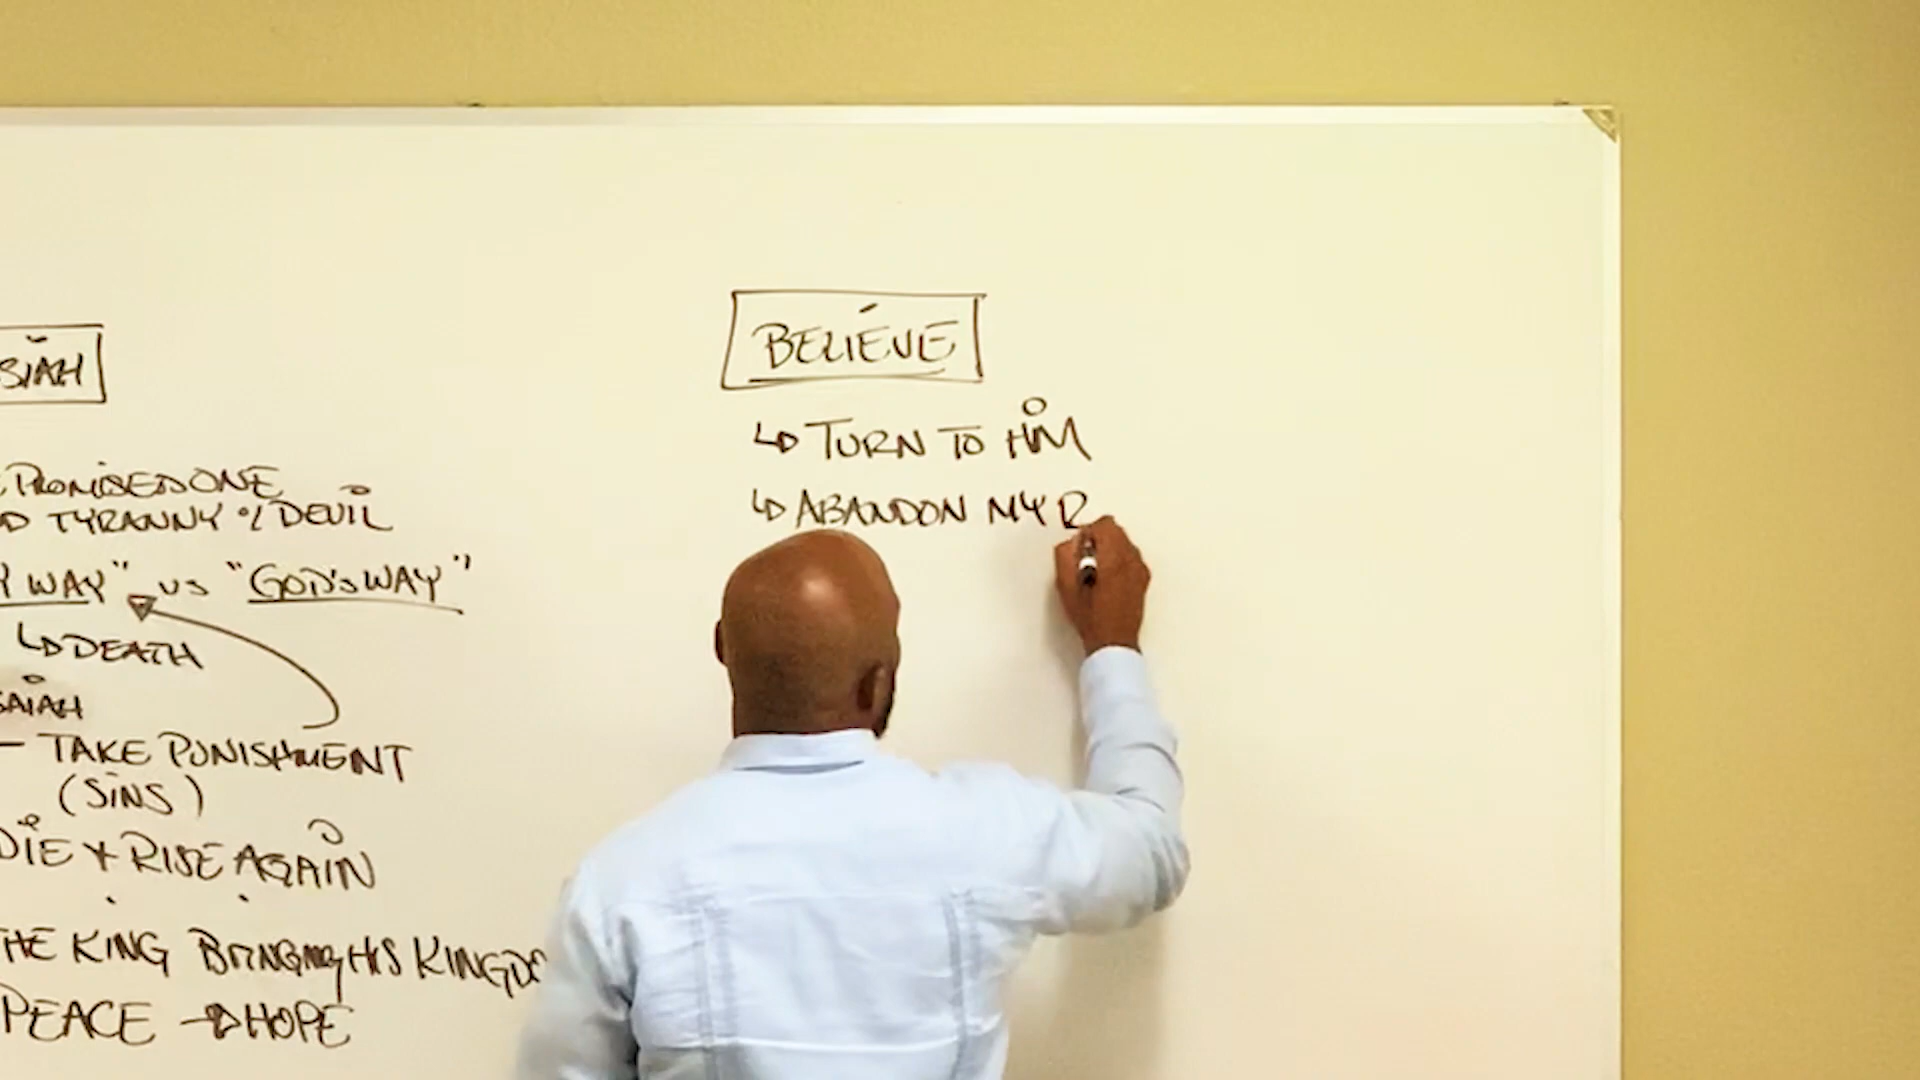 SIAH
PROMISED ONE
TYRANNY of DEVIL
Y WAY" vs "GOD'S WAY"
↳ DEATH
SAIAH
- TAKE PUNISHMENT
(SINS)
DIE + RISE AGAIN
HE KING BRINGING HIS KINGDO
PEACE → HOPE
BELIEVE
↳ TURN TO HIM
↳ ABANDON MY R